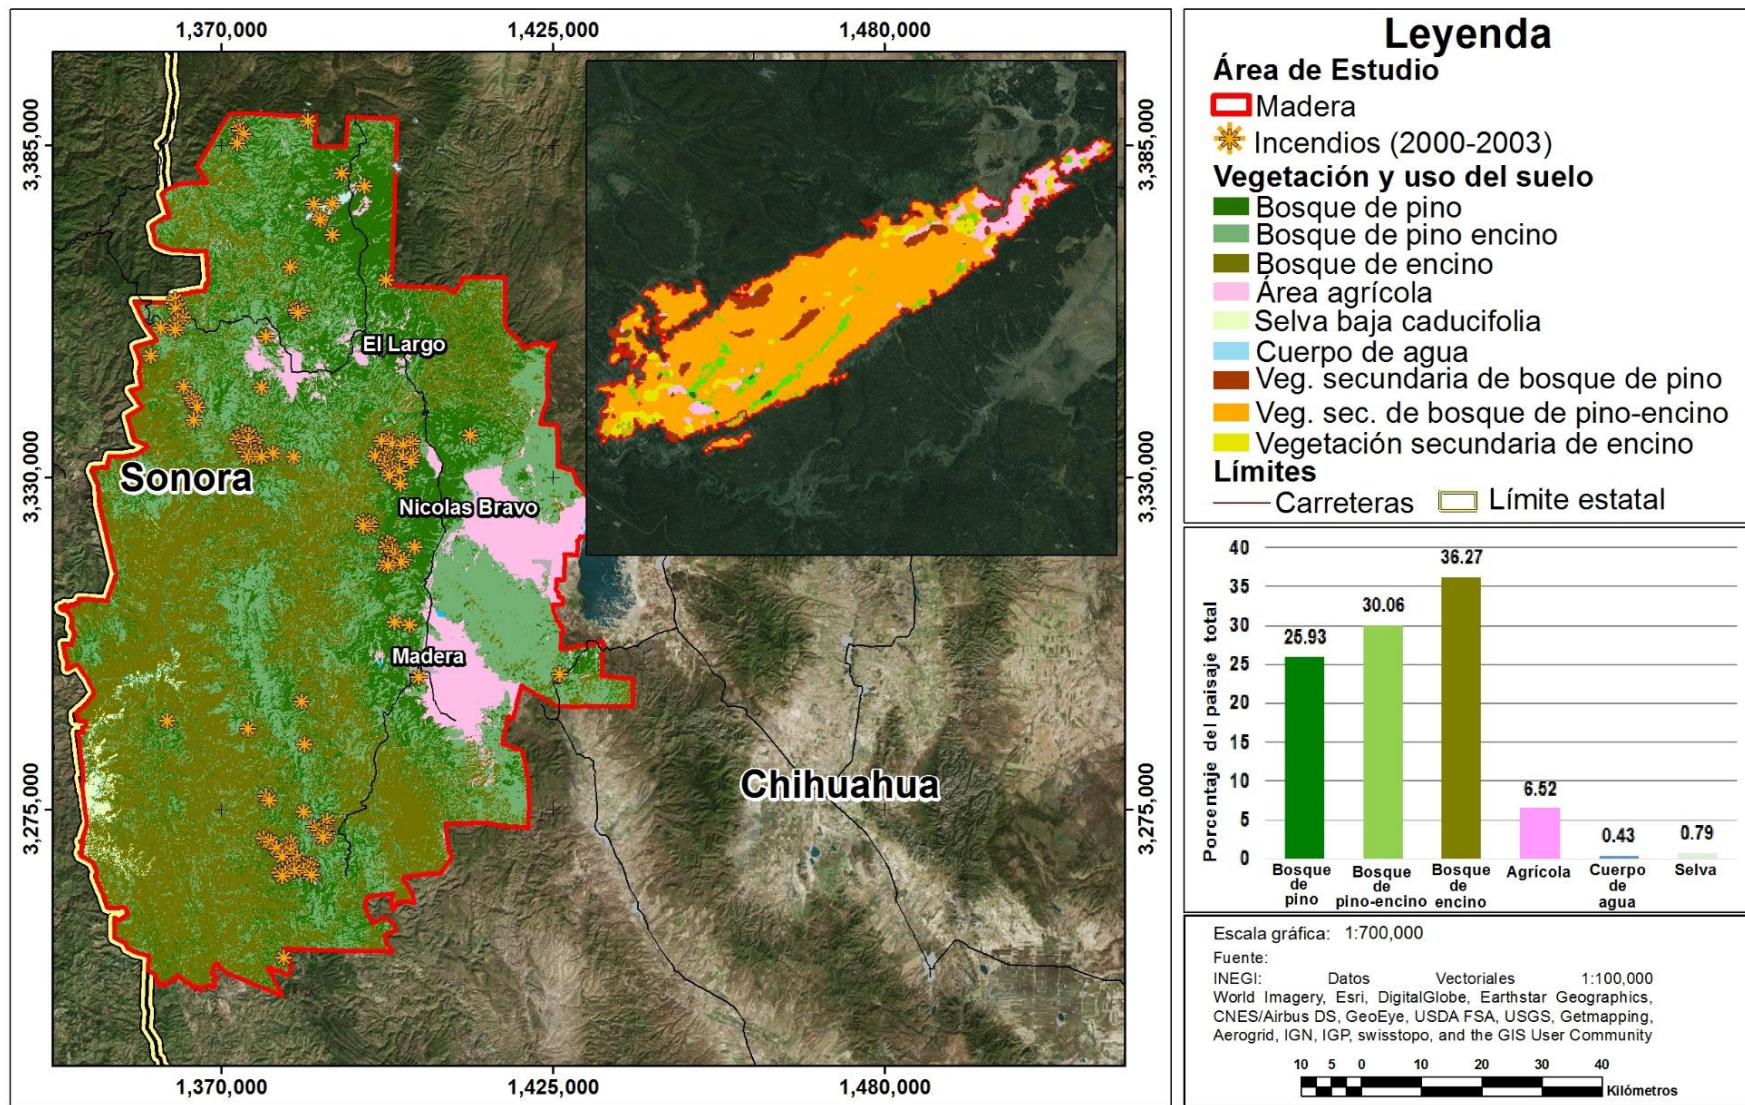 1,370,000
1,425,000
1,480,000
3,385,000
3,330,000
3,275,000
El Largo
Sonora
Nicolas Bravo
Madera
Chihuahua
3,385,000
3,330,000
3,275,000
1,370,000
1,425,000
1,480,000
Leyenda
Área de Estudio
Madera
Incendios (2000-2003)
Vegetación y uso del suelo
Bosque de pino
Bosque de pino encino
Bosque de encino
Área agrícola
Selva baja caducifolia
Cuerpo de agua
Veg. secundaria de bosque de pino
Veg. sec. de bosque de pino-encino
Vegetación secundaria de encino
Límites
Carreteras Límite estatal
Porcentaje del paisaje total
40
35
30
25
20
15
10
5
0
25.93
30.06
36.27
6.52
0.43
0.79
Bosque de pino
Bosque de pino-encino
Bosque de encino
Agrícola
Cuerpo de agua
Selva
Escala gráfica: 1:700,000
Fuente:
INEGI: Datos Vectoriales 1:100,000
World Imagery, Esri, DigitalGlobe, Earthstar Geographics,
CNES/Airbus DS, GeoEye, USDA FSA, USGS, Getmapping,
Aerogrid, IGN, IGP, swisstopo, and the GIS User Community
10 5 0 10 20 30 40
Kilómetros